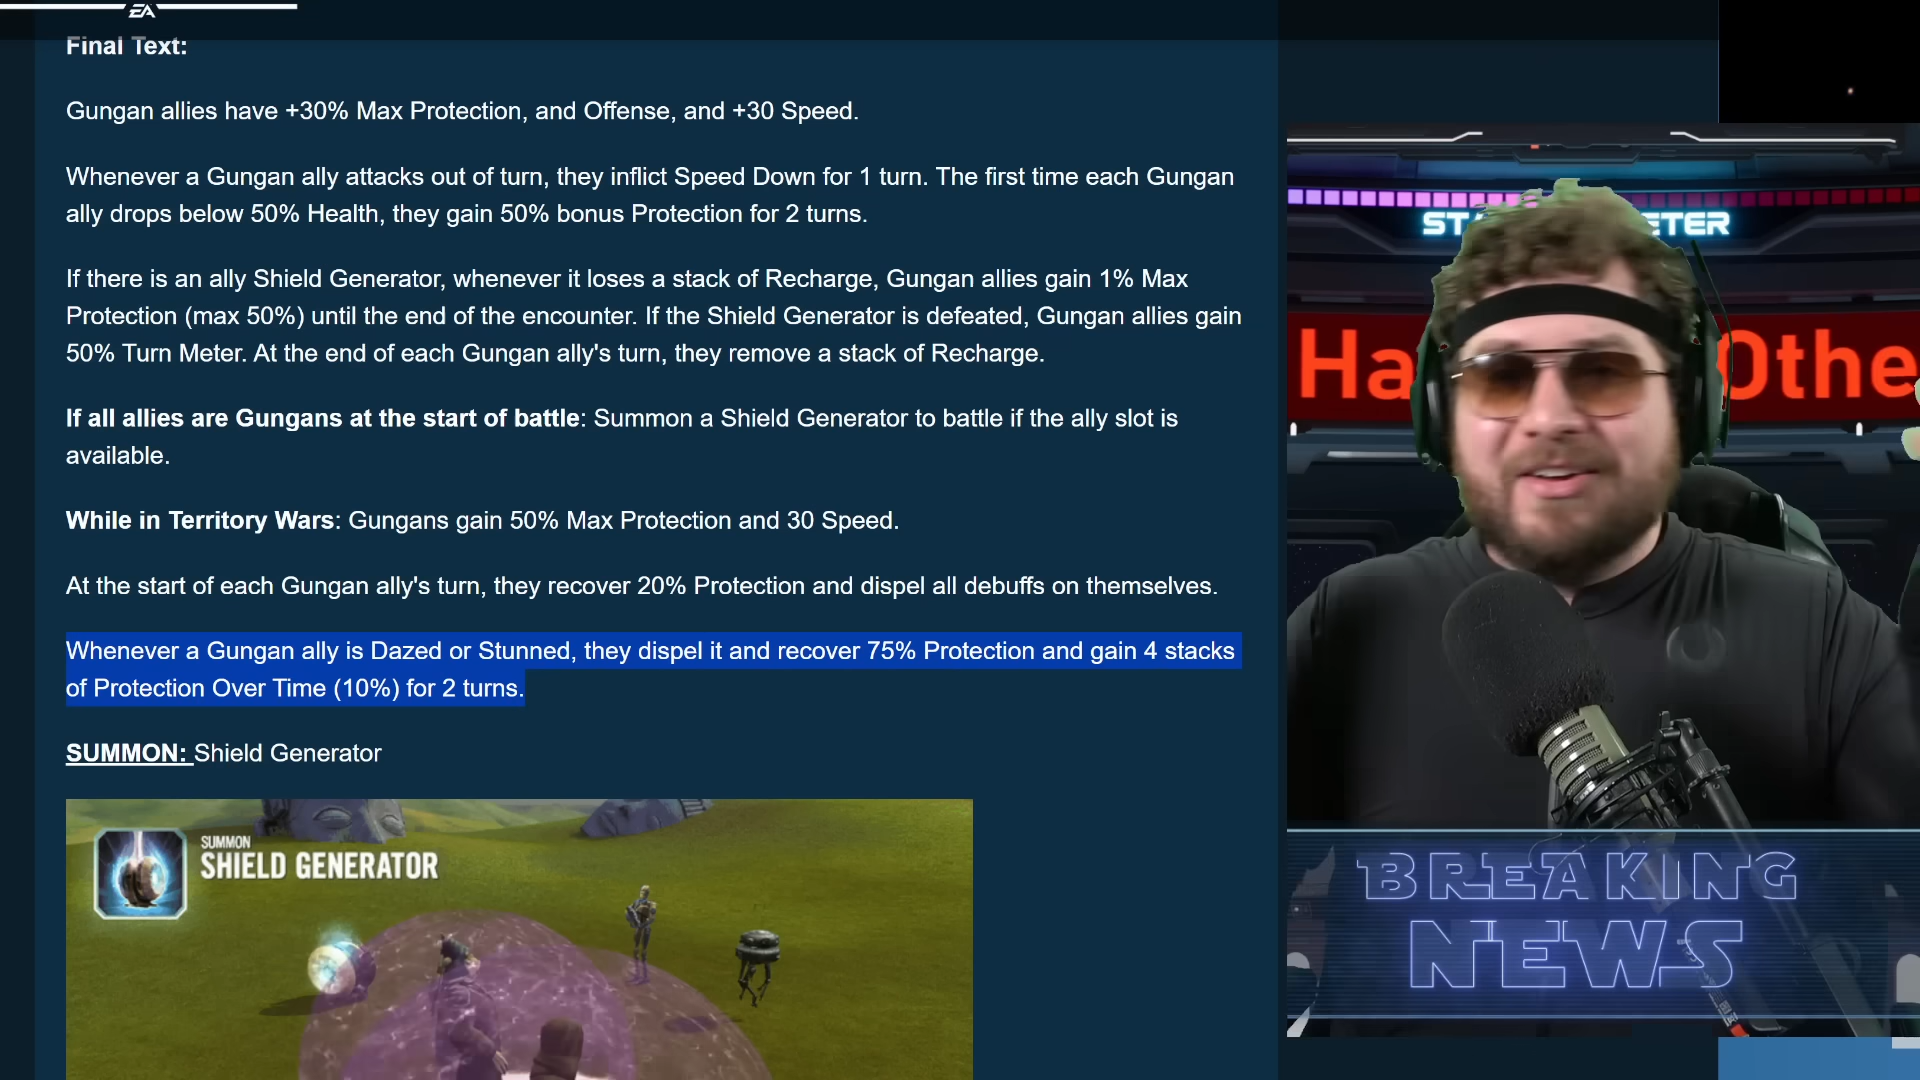 EA
Final Text:
Gungan allies have +30% Max Protection, and Offense, and +30 Speed.
Whenever a Gungan ally attacks out of turn, they inflict Speed Down for 1 turn. The first time each Gungan
ally drops below 50% Health, they gain 50% bonus Protection for 2 turns.
If there is an ally Shield Generator, whenever it loses a stack of Recharge, Gungan allies gain 1% Max
Protection (max 50%) until the end of the encounter. If the Shield Generator is defeated, Gungan allies gain
50% Turn Meter. At the end of each Gungan ally's turn, they remove a stack of Recharge.
If all allies are Gungans at the start of battle: Summon a Shield Generator to battle if the ally slot is
available.
While in Territory Wars: Gungans gain 50% Max Protection and 30 Speed.
At the start of each Gungan ally's turn, they recover 20% Protection and dispel all debuffs on themselves.
Whenever a Gungan ally is Dazed or Stunned, they dispel it and recover 75% Protection and gain 4 stacks
of Protection Over Time (10%) for 2 turns.
SUMMON: Shield Generator
SUMMON
SHIELD GENERATOR
BREAKING
NEWS